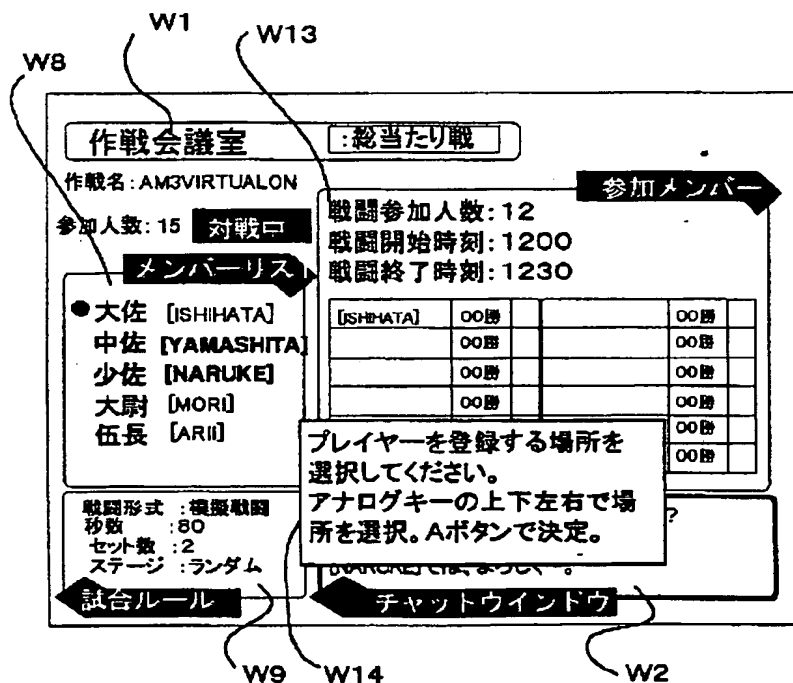 W1
W13
W8
作戦会議室 :総当たり戦
作戦名:AM3VIRTUALON
参加メンバー
参加人数:15 対戦中
戦闘参加人数:12
戦闘開始時刻:1200
戦闘終了時刻:1230
メンバーリスト
●大佐 [ISHIHATA]
中佐 [YAMASHITA]
少佐 [NARUKE]
大尉 [MORI]
伍長 [ARII]
[ISHIHATA] 00勝 00勝
00勝 00勝
00勝 00勝
00勝 00勝
00勝
00勝
プレイヤーを登録する場所を
選択してください。
アナログキーの上下左右で場
所を選択。Aボタンで決定。
?
戦闘形式 :模擬戦闘
秒数 :80
セット数 :2
ステージ :ランダム
試合ルール
チャットウインドウ
W9
W14
W2